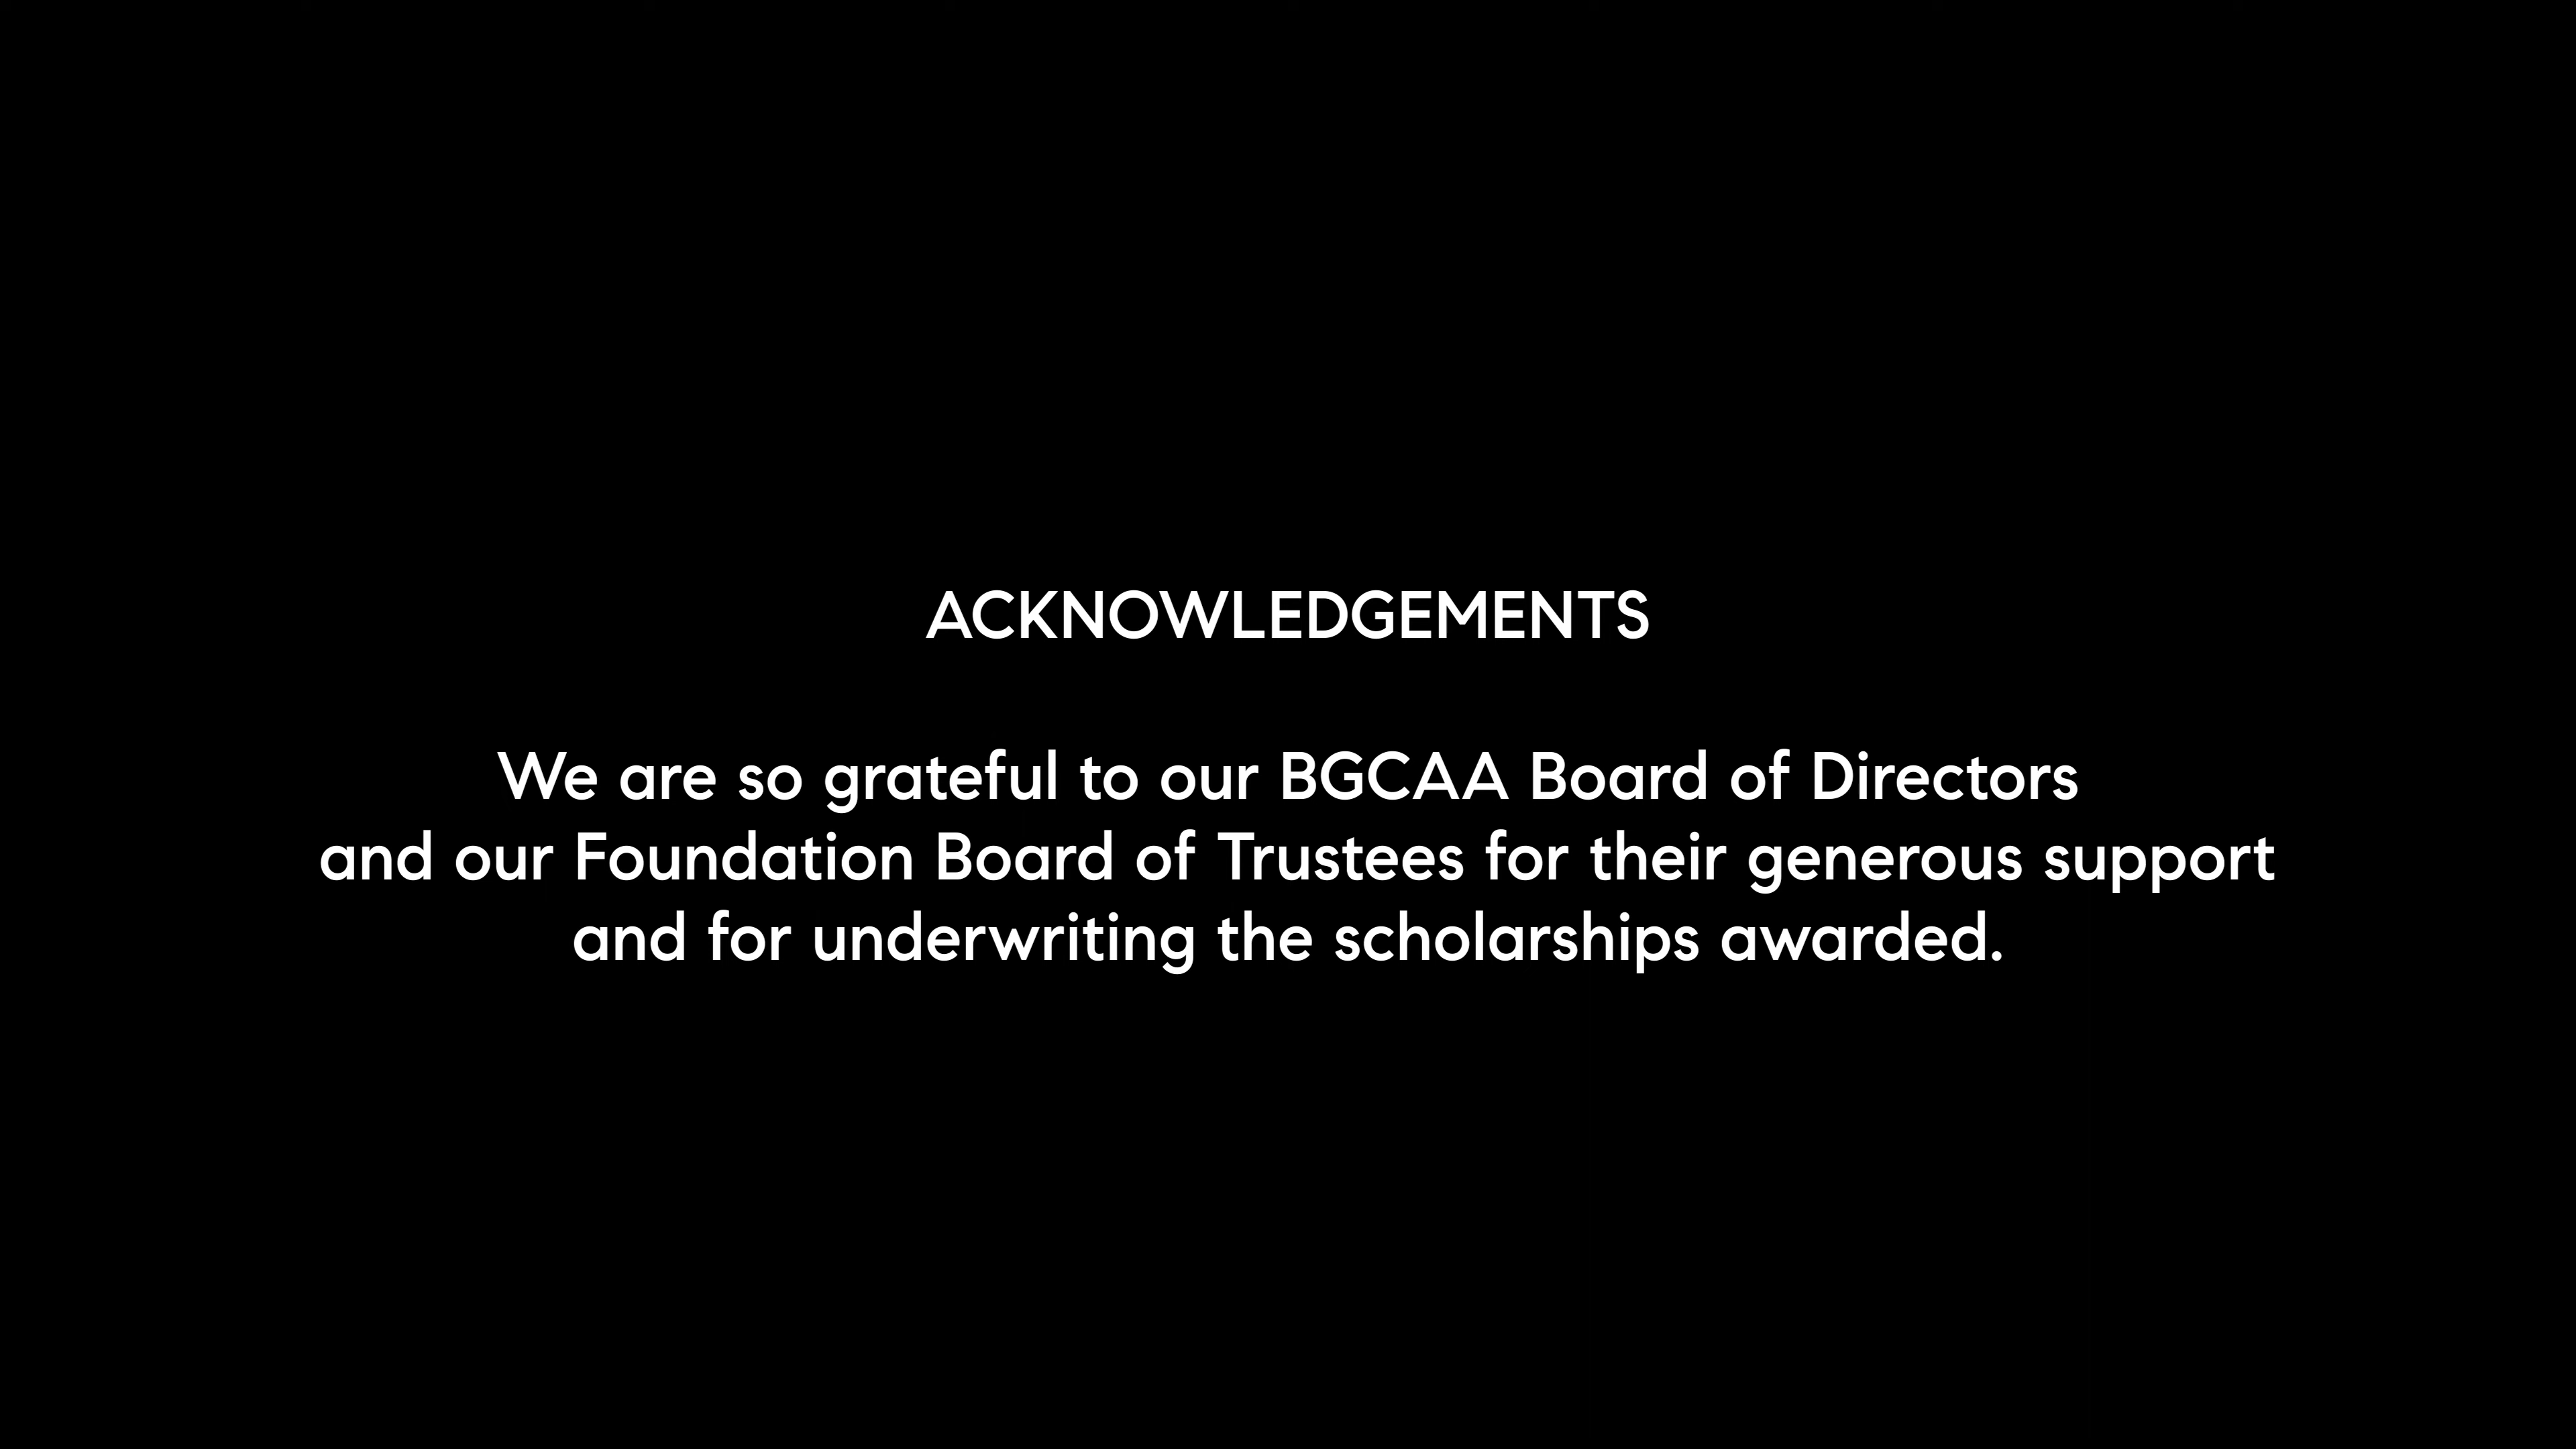 ACKNOWLEDGEMENTS
We are so grateful to our BGCAA Board of Directors
and our Foundation Board of Trustees for their generous support
and for underwriting the scholarships awarded.